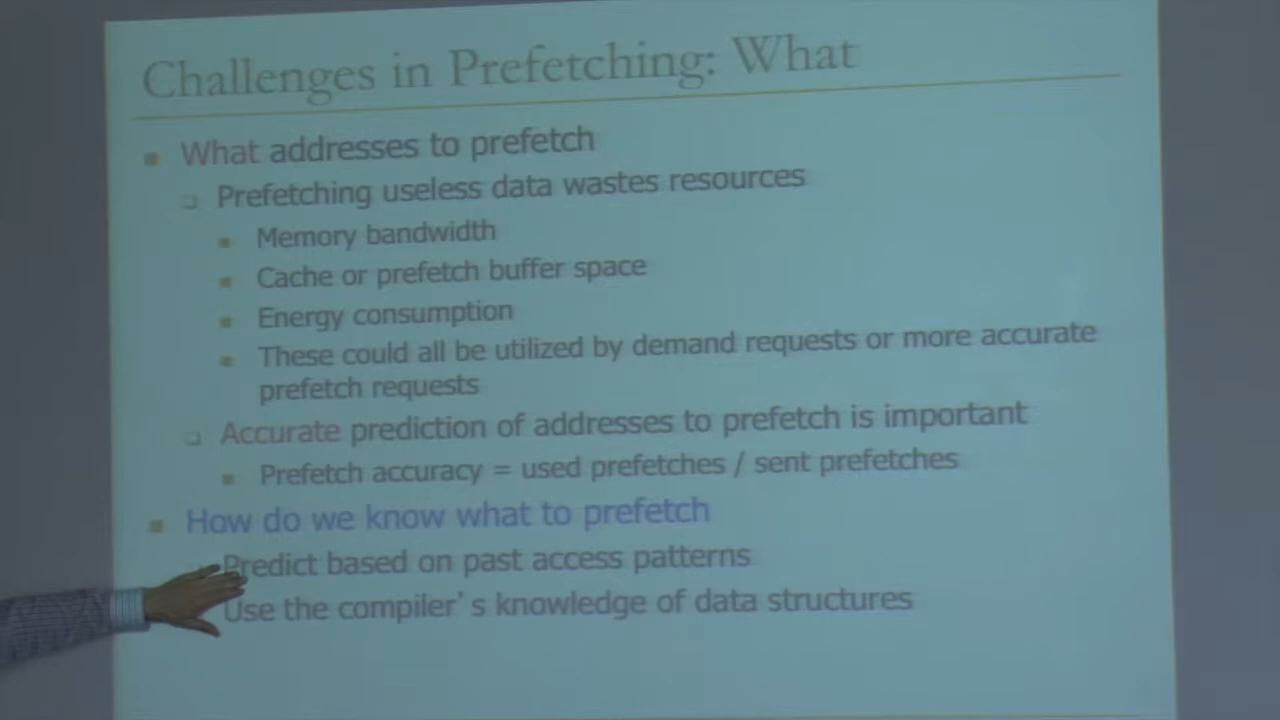 Challenges in Prefetching: What
What addresses to prefetch
Prefetching useless data wastes resources
Memory bandwidth
Cache or prefetch buffer space
Energy consumption
These could all be utilized by demand requests or more accurate
prefetch requests
Accurate prediction of addresses to prefetch is important
Prefetch accuracy = used prefetches / sent prefetches
How do we know what to prefetch
Predict based on past access patterns
Use the compiler's knowledge of data structures